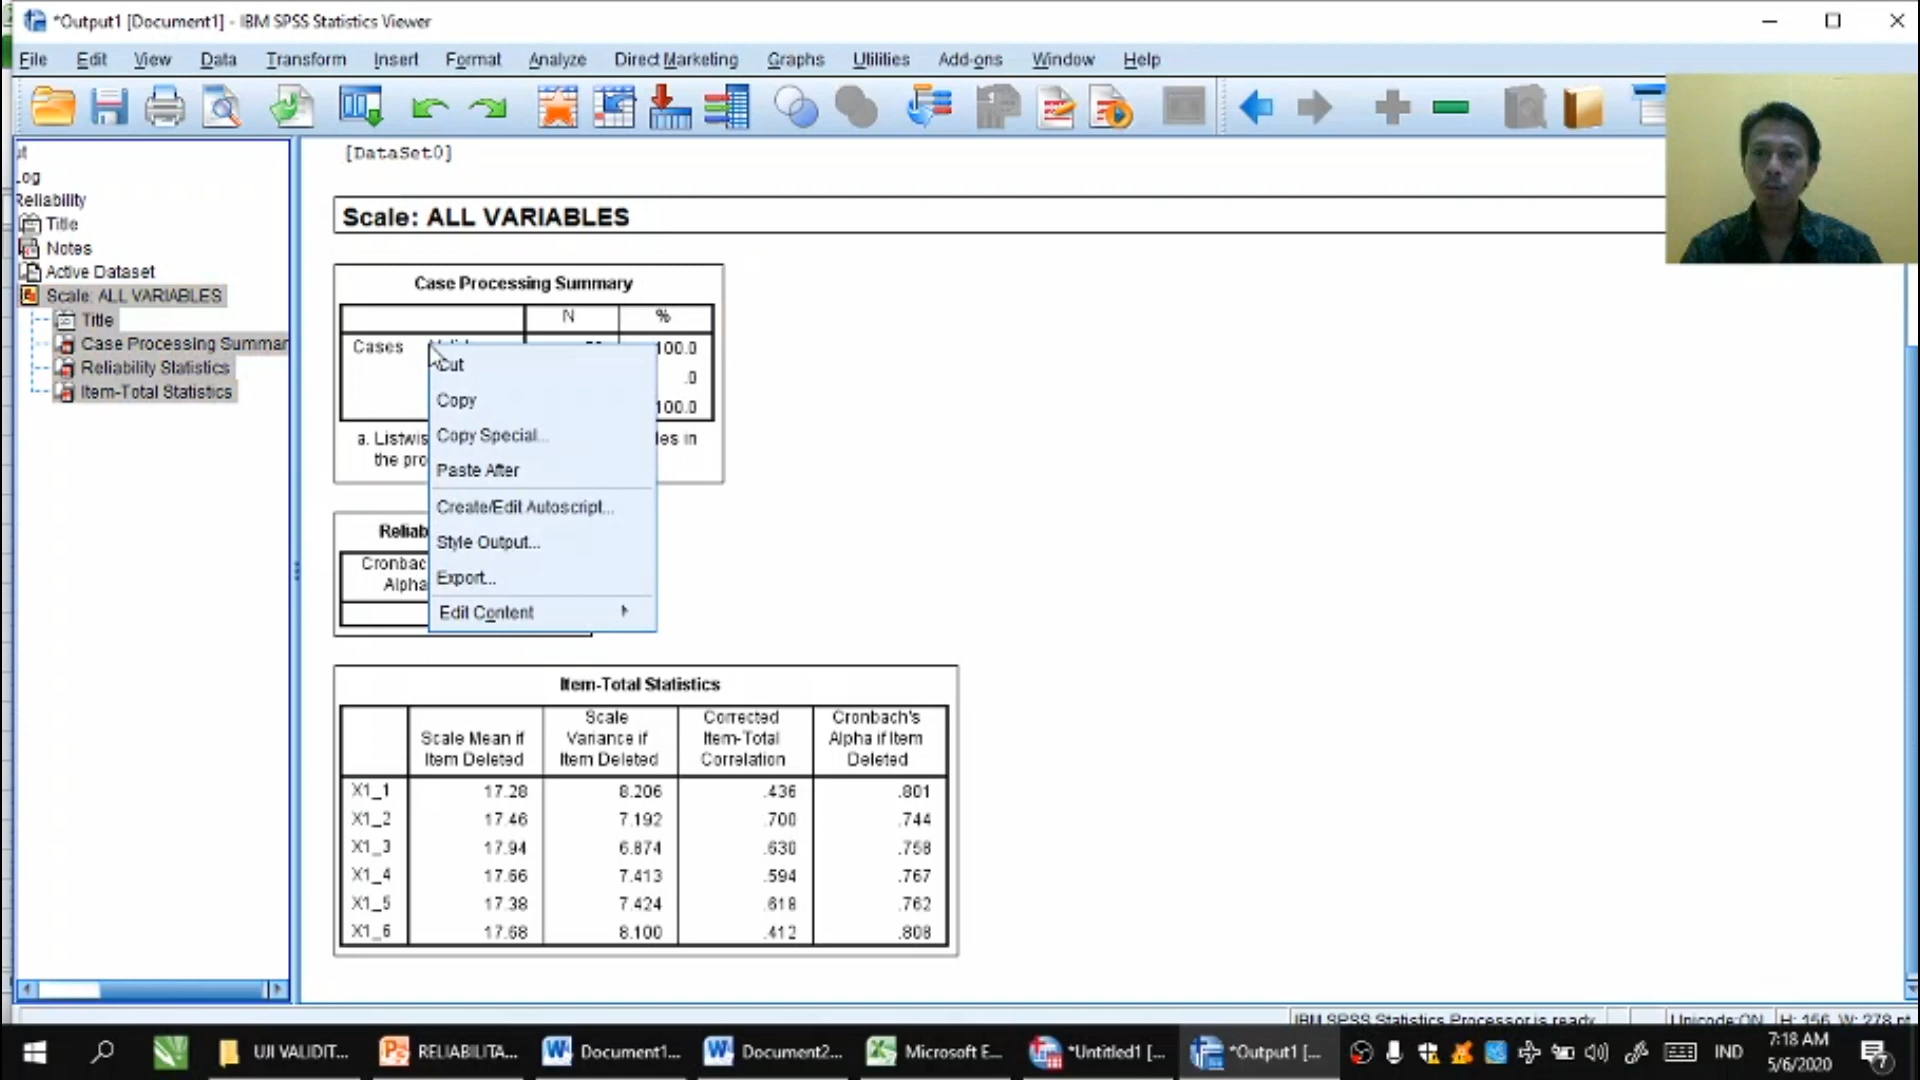 *Output1 [Document1] - IBM SPSS Statistics Viewer
File Edit View Data Transform Insert Format Analyze Direct Marketing Graphs Utilities Add-ons Window Help
Log
Reliability
Title
Notes
Active Dataset
Scale: ALL VARIABLES
Title
Case Processing Summar
Reliability Statistics
Item-Total Statistics
[DataSet0]
Scale: ALL VARIABLES
Case Processing Summary
N %
Cases 100.0
.0
100.0
a. Listwis les in
the pro
Cut
Copy
Copy Special...
Paste After
Create/Edit Autoscript...
Style Output...
Export...
Edit Content
Reliab
Cronbac
Alpha
Item-Total Statistics
Scale Mean if Item Deleted
Scale Variance if Item Deleted
Corrected Item-Total Correlation
Cronbach's Alpha if Item Deleted
X1_1 17.28 8.206 .436 .801
X1_2 17.46 7.192 .700 .744
X1_3 17.94 6.874 .630 .758
X1_4 17.66 7.413 .594 .767
X1_5 17.38 7.424 .618 .762
X1_6 17.68 8.100 .412 .808
IBM SPSS Statistics Processor is ready Unicode:ON H: 156, W: 278 pt
UJI VALIDIT... RELIABILITA... Document1... Document2... Microsoft E... *Untitled1 [... *Output1 [... IND
7:18 AM
5/6/2020
7